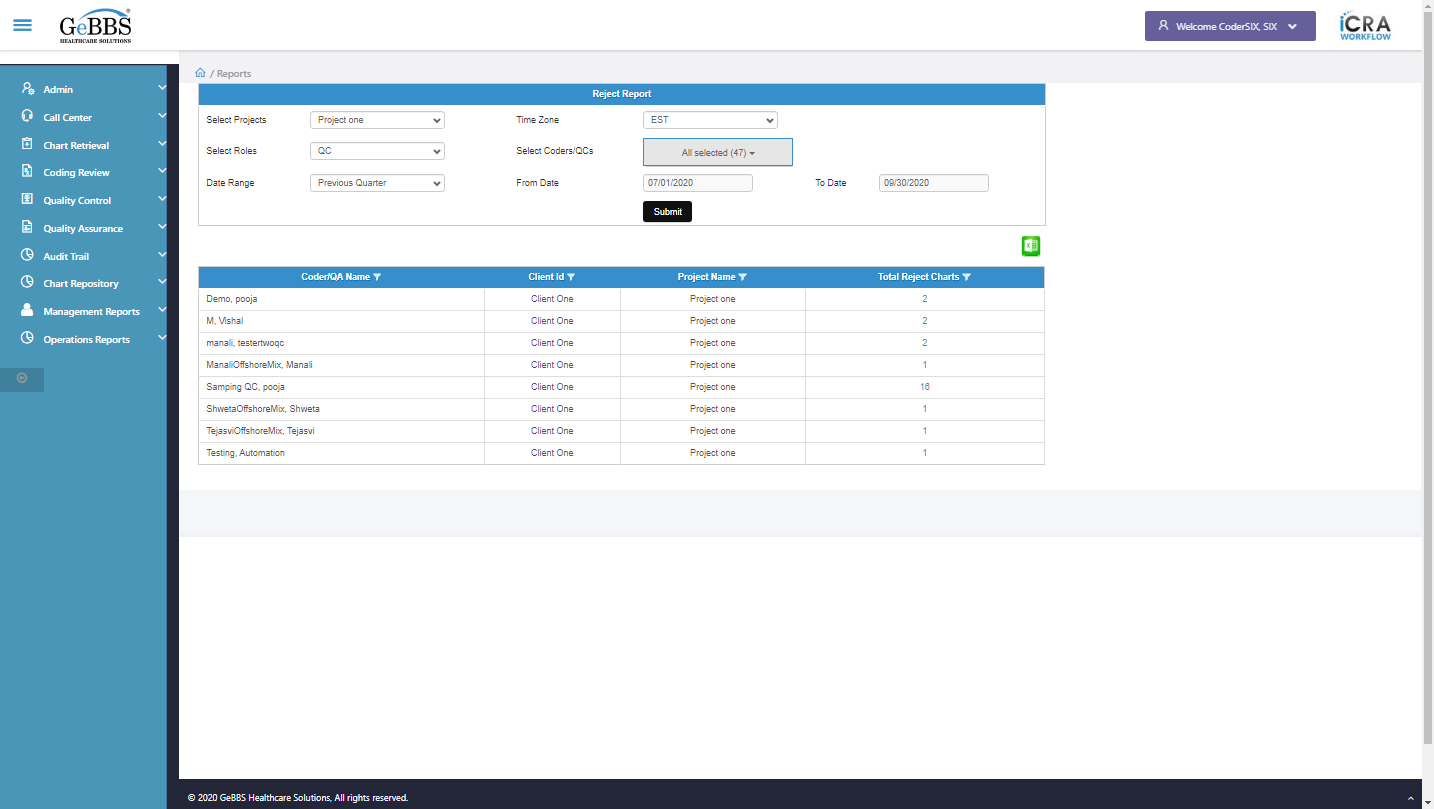 GeBBS
HEALTHCARE SOLUTIONS
Welcome CoderSIX, SIX
iCRA
WORKFLOW
/ Reports
Admin
Call Center
Chart Retrieval
Coding Review
Quality Control
Quality Assurance
Audit Trail
Chart Repository
Management Reports
Operations Reports
Reject Report
Select Projects Project one Time Zone EST
Select Roles QC Select Coders/QCs All selected (47)
Date Range Previous Quarter From Date 07/01/2020 To Date 09/30/2020
Submit
Coder/QA Name Client Id Project Name Total Reject Charts
Demo, pooja Client One Project one 2
M, Vishal Client One Project one 2
manali, testertwoqc Client One Project one 2
ManaliOffshoreMix, Manali Client One Project one 1
Samping QC, pooja Client One Project one 16
ShwetaOffshoreMix, Shweta Client One Project one 1
TejasviOffshoreMix, Tejasvi Client One Project one 1
Testing, Automation Client One Project one 1
© 2020 GeBBS Healthcare Solutions, All rights reserved.